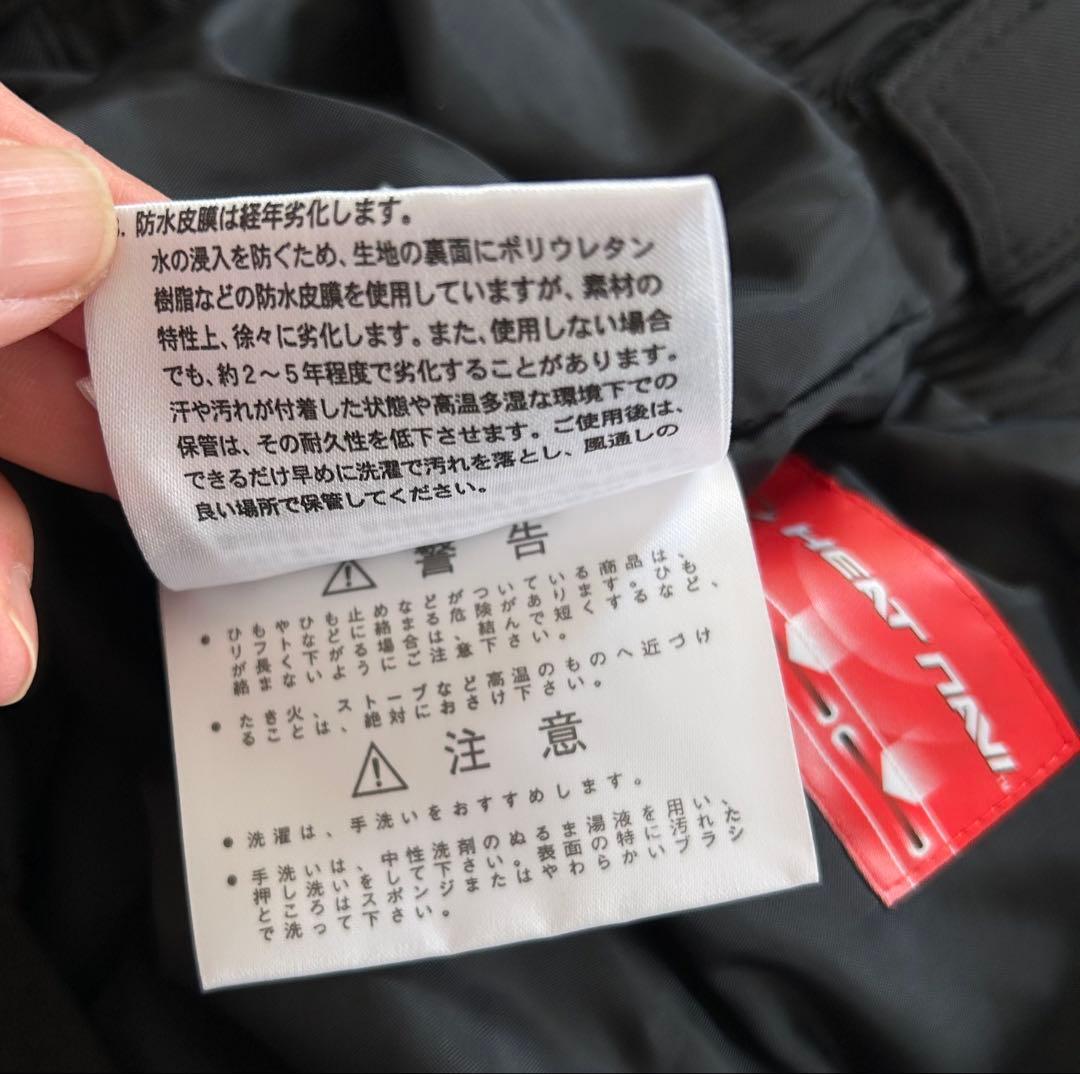 防水皮膜は経年劣化します。
水の浸入を防ぐため、生地の裏面にポリウレタン
樹脂などの防水皮膜を使用していますが、素材の
特性上、徐々に劣化します。また、使用しない場合
でも、約2～5年程度で劣化することがあります。
汗や汚れが付着した状態や高温多湿な環境下での
保管は、その耐久性を低下させます。ご使用後は、
できるだけ早めに洗濯で汚れを落とし、風通しの
良い場所で保管してください。
警告
・ひもやひも止めなどがついている商品は、
リフトなどに絡まる危険があります。ひも
が長く下がる場合は、結んで短くするなど、
絡まないようにご注意下さい。
・たき火、ストーブなど高温のものへ近づけ
ることは、絶対におさけ下さい。
注意
・洗濯は、手洗いをおすすめします。
・手洗いは、中性洗剤のぬるま湯液を用い、
押し洗いをして下さい。表面の特に汚れた
ところはスポンジまたはやわらかいブラシ
で洗って下さい。
HEAT NAVI